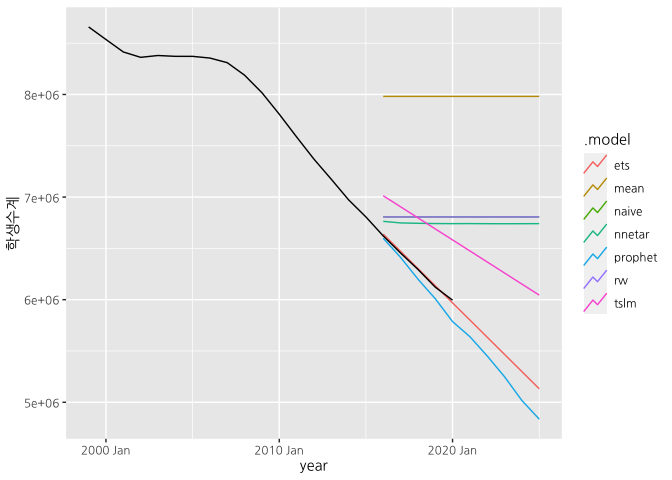 8e+06
7e+06
6e+06
5e+06
학생수계
2000 Jan
2010 Jan
2020 Jan
year
.model
ets
mean
naive
nnetar
prophet
rw
tslm